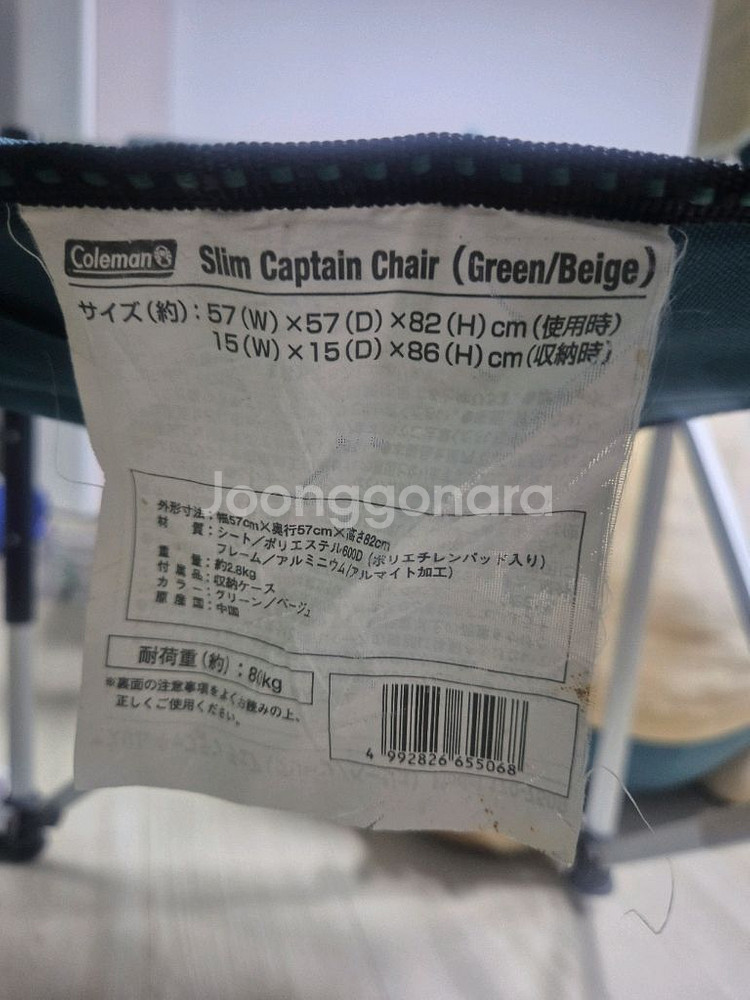 Coleman
Slim Captain Chair (Green/Beige)
サイズ(約):57(W)×57(D)×82(H)cm(使用時)
15(W)×15(D)×86(H)cm(収納時)
Joonggonara
外形寸法:幅57cm×奥行57cm×高さ82cm
材 質:シート/ポリエステル600D(ポリエチレンパッド入り)
フレーム/アルミニウム(アルマイト加工)
重 量:約2.8kg
付属品:収納ケース
カラー:グリーン/ベージュ
原産国:中国
耐荷重(約):80kg
※裏面の注意事項をよくお読みの上、
正しくご使用ください。
4 992826 655068